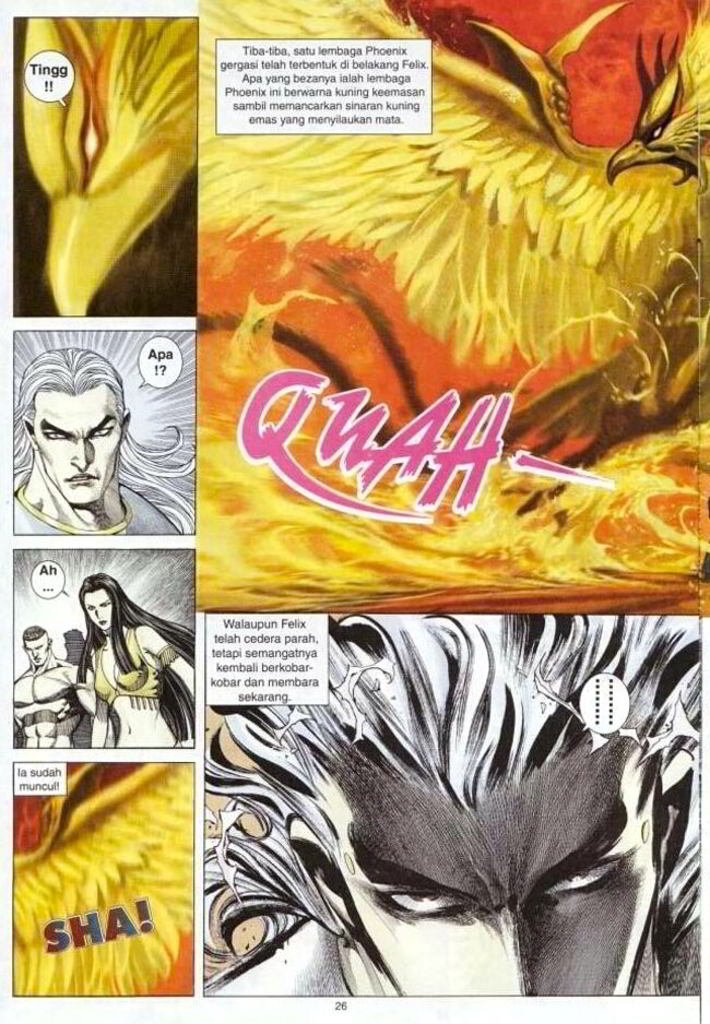 Tingg
!!
Tiba-tiba, satu lembaga Phoenix
gergasi telah terbentuk di belakang Felix.
Apa yang bezanya ialah lembaga
Phoenix ini berwarna kuning keemasan
sambil memancarkan sinaran kuning
emas yang menyilaukan mata.
QUAH–
Apa
!?
Ah
...
Ia sudah
muncul!
SHA!
Walaupun Felix
telah cedera parah,
tetapi semangatnya
kembali berkobar-
kobar dan membara
sekarang.
26